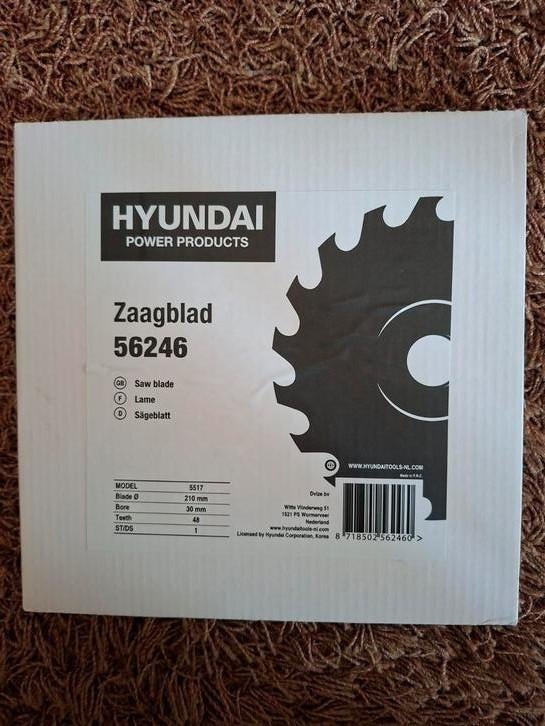 HYUNDAI
POWER PRODUCTS
Zaagblad
56246
GB Saw blade
F Lame
D Sägeblatt
WWW.HYUNDAITOOLS-NL.COM
Made in P.R.C.
MODEL 5517
Blade Ø 210 mm
Bore 30 mm
Teeth 48
ST/DS 1
Dvize bv
Witte Vlinderweg 51
1521 PS Wormerveer
Nederland
www.hyundaitools-nl.com
Licensed by Hyundai Corporation, Korea
8 718502 562460 >